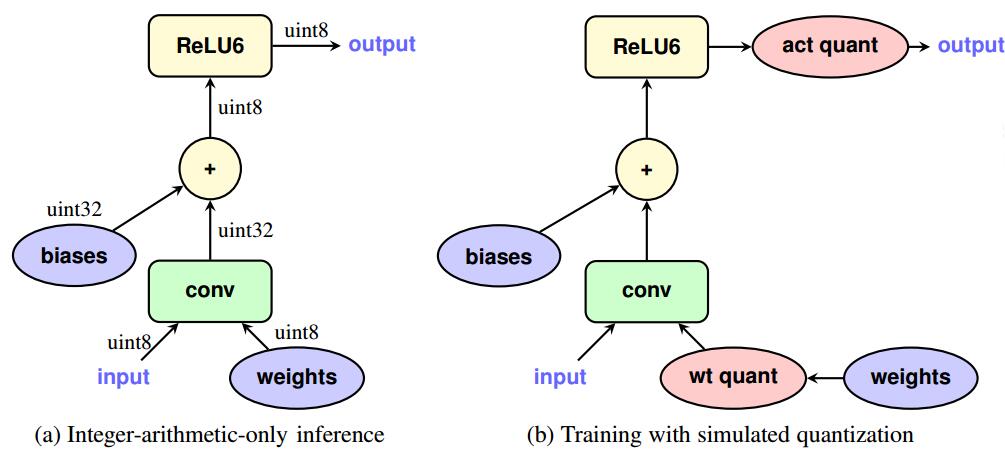 uint8
ReLU6
output
uint8
+
uint32
biases
uint32
conv
uint8
uint8
input
weights
(a) Integer-arithmetic-only inference
ReLU6
act quant
output
+
biases
conv
input
wt quant
weights
(b) Training with simulated quantization